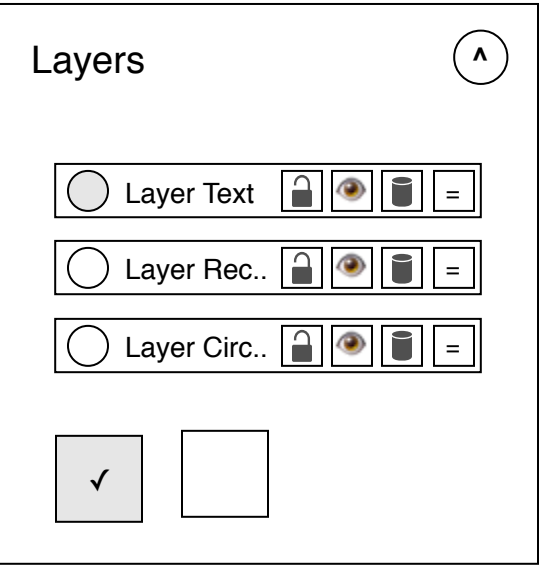 Layers ^
Layer Text =
Layer Rec.. =
Layer Circ.. =
✓